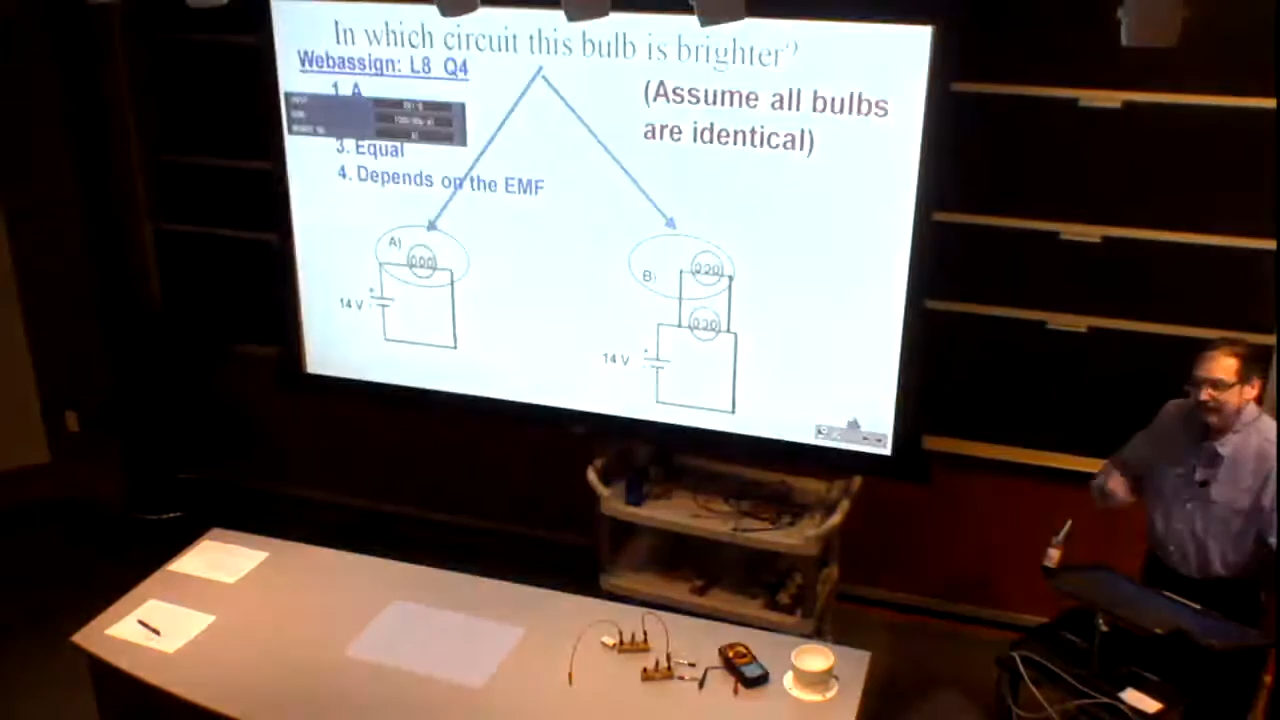 In which circuit this bulb is brighter?
Webassign: L8 Q4
1. A
3. Equal
4. Depends on the EMF
(Assume all bulbs
are identical)
A)
14 V
B)
14 V